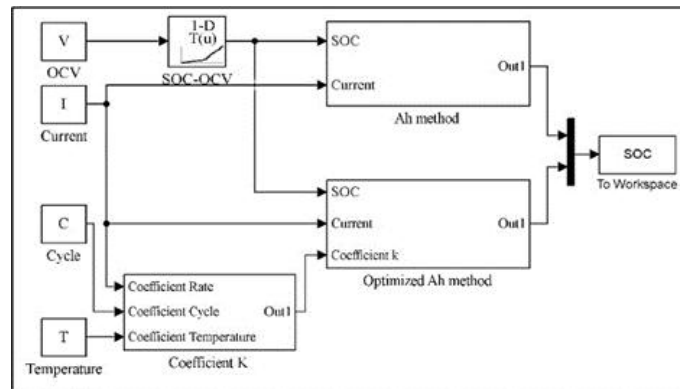 V
OCV
1-D
T(u)
SOC-OCV
I
Current
SOC
Current
Out1
Ah method
SOC
To Workspace
C
Cycle
SOC
Current
Coefficient k
Out1
Optimized Ah method
T
Temperature
Coefficient Rate
Coefficient Cycle
Coefficient Temperature
Out1
Coefficient K